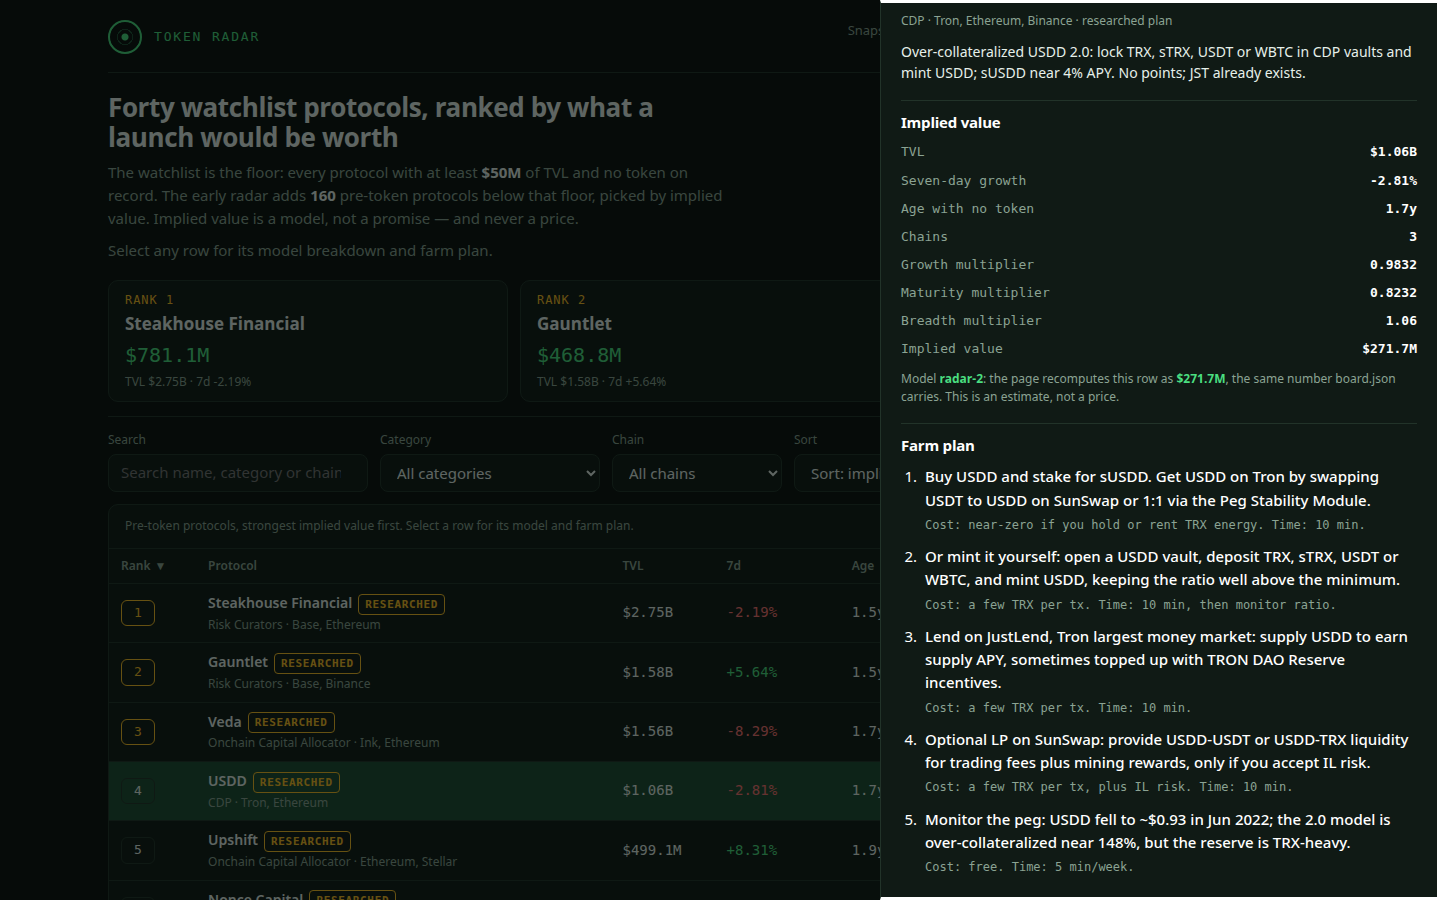 TOKEN RADAR
Forty watchlist protocols, ranked by what a
launch would be worth
The watchlist is the floor: every protocol with at least $50M of TVL and no token on
record. The early radar adds 160 pre-token protocols below that floor, picked by implied
value. Implied value is a model, not a promise — and never a price.
Select any row for its model breakdown and farm plan.
RANK 1
Steakhouse Financial
$781.1M
TVL $2.75B · 7d -2.19%
RANK 2
Gauntlet
$468.8M
TVL $1.58B · 7d +5.64%
Search
Category
Chain
Sort
Search name, category or chain
All categories
All chains
Sort: impl
Pre-token protocols, strongest implied value first. Select a row for its model and farm plan.
Rank ▼ Protocol TVL 7d Age
1 Steakhouse Financial RESEARCHED $2.75B -2.19% 1.5y
Risk Curators · Base, Ethereum
2 Gauntlet RESEARCHED $1.58B +5.64% 1.5y
Risk Curators · Base, Binance
3 Veda RESEARCHED $1.56B -8.29% 1.7y
Onchain Capital Allocator · Ink, Ethereum
4 USDD RESEARCHED $1.06B -2.81% 1.7y
CDP · Tron, Ethereum
5 Upshift RESEARCHED $499.1M +8.31% 1.9y
Onchain Capital Allocator · Ethereum, Stellar
CDP · Tron, Ethereum, Binance · researched plan
Over-collateralized USDD 2.0: lock TRX, sTRX, USDT or WBTC in CDP vaults and
mint USDD; sUSDD near 4% APY. No points; JST already exists.
Implied value
TVL $1.06B
Seven-day growth -2.81%
Age with no token 1.7y
Chains 3
Growth multiplier 0.9832
Maturity multiplier 0.8232
Breadth multiplier 1.06
Implied value $271.7M
Model radar-2: the page recomputes this row as $271.7M, the same number board.json
carries. This is an estimate, not a price.
Farm plan
1. Buy USDD and stake for sUSDD. Get USDD on Tron by swapping
USDT to USDD on SunSwap or 1:1 via the Peg Stability Module.
Cost: near-zero if you hold or rent TRX energy. Time: 10 min.
2. Or mint it yourself: open a USDD vault, deposit TRX, sTRX, USDT or
WBTC, and mint USDD, keeping the ratio well above the minimum.
Cost: a few TRX per tx. Time: 10 min, then monitor ratio.
3. Lend on JustLend, Tron largest money market: supply USDD to earn
supply APY, sometimes topped up with TRON DAO Reserve
incentives.
Cost: a few TRX per tx. Time: 10 min.
4. Optional LP on SunSwap: provide USDD-USDT or USDD-TRX liquidity
for trading fees plus mining rewards, only if you accept IL risk.
Cost: a few TRX per tx, plus IL risk. Time: 10 min.
5. Monitor the peg: USDD fell to ~$0.93 in Jun 2022; the 2.0 model is
over-collateralized near 148%, but the reserve is TRX-heavy.
Cost: free. Time: 5 min/week.